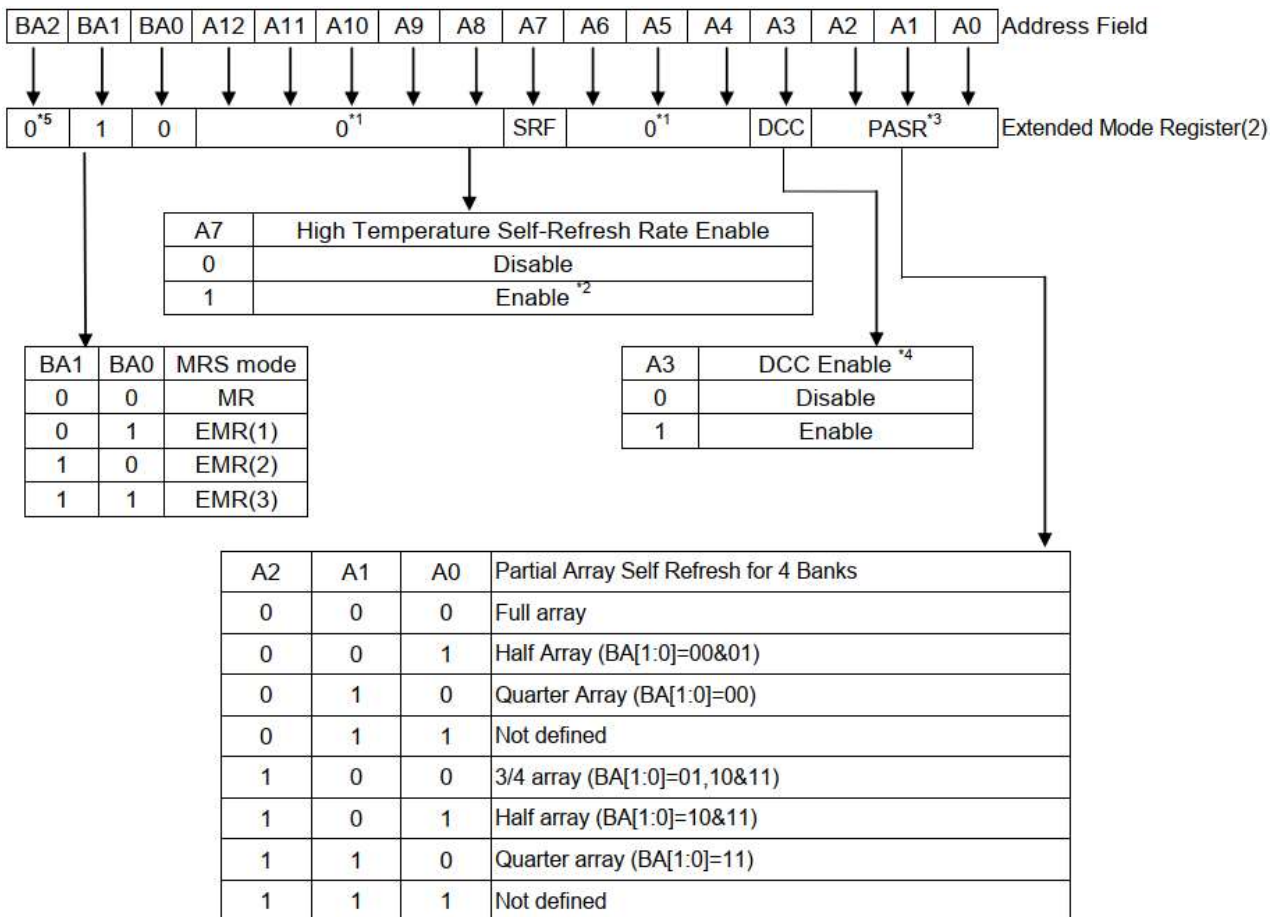 BA2 BA1 BA0 A12 A11 A10 A9 A8 A7 A6 A5 A4 A3 A2 A1 A0 Address Field
0*5 1 0 0*1 SRF 0*1 DCC PASR*3 Extended Mode Register(2)
A7 High Temperature Self-Refresh Rate Enable
0 Disable
1 Enable *2
BA1 BA0 MRS mode
0 0 MR
0 1 EMR(1)
1 0 EMR(2)
1 1 EMR(3)
A3 DCC Enable *4
0 Disable
1 Enable
A2 A1 A0 Partial Array Self Refresh for 4 Banks
0 0 0 Full array
0 0 1 Half Array (BA[1:0]=00&01)
0 1 0 Quarter Array (BA[1:0]=00)
0 1 1 Not defined
1 0 0 3/4 array (BA[1:0]=01,10&11)
1 0 1 Half array (BA[1:0]=10&11)
1 1 0 Quarter array (BA[1:0]=11)
1 1 1 Not defined